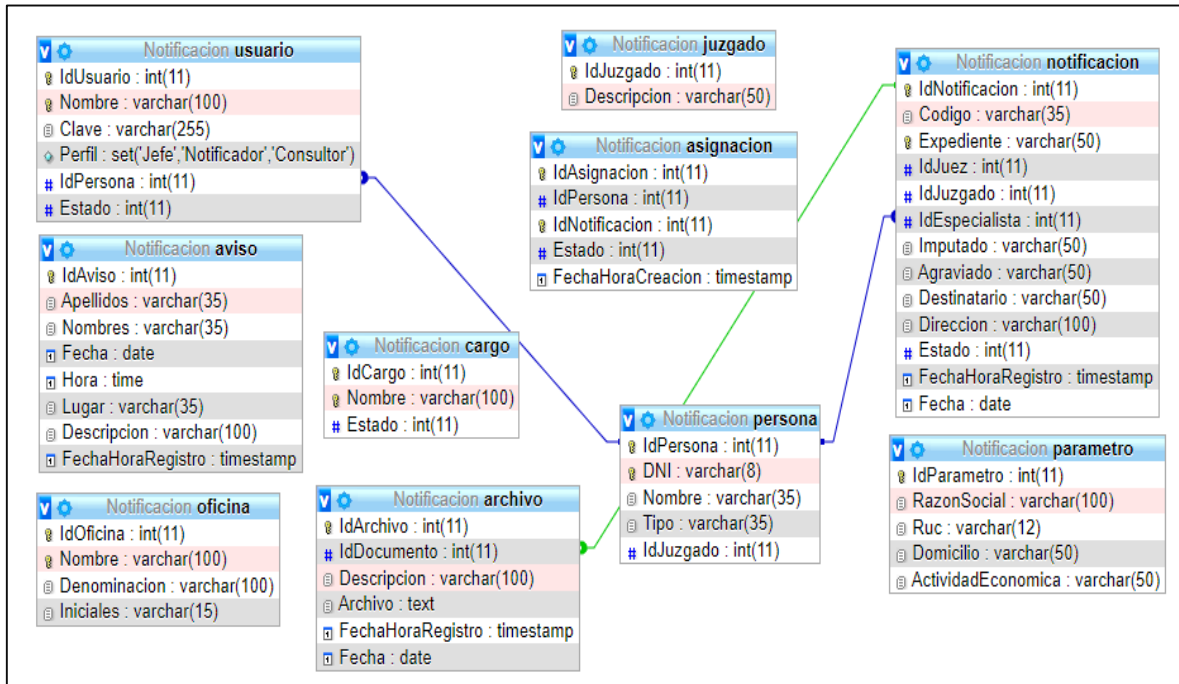 Notificacion usuario
IdUsuario : int(11)
Nombre : varchar(100)
Clave : varchar(255)
Perfil : set('Jefe','Notificador','Consultor')
IdPersona : int(11)
Estado : int(11)
Notificacion juzgado
IdJuzgado : int(11)
Descripcion : varchar(50)
Notificacion notificacion
IdNotificacion : int(11)
Codigo : varchar(35)
Expediente : varchar(50)
IdJuez : int(11)
IdJuzgado : int(11)
IdEspecialista : int(11)
Imputado : varchar(50)
Agraviado : varchar(50)
Destinatario : varchar(50)
Direccion : varchar(100)
Estado : int(11)
FechaHoraRegistro : timestamp
Fecha : date
Notificacion asignacion
IdAsignacion : int(11)
IdPersona : int(11)
IdNotificacion : int(11)
Estado : int(11)
FechaHoraCreacion : timestamp
Notificacion aviso
IdAviso : int(11)
Apellidos : varchar(35)
Nombres : varchar(35)
Fecha : date
Hora : time
Lugar : varchar(35)
Descripcion : varchar(100)
FechaHoraRegistro : timestamp
Notificacion cargo
IdCargo : int(11)
Nombre : varchar(100)
Estado : int(11)
Notificacion persona
IdPersona : int(11)
DNI : varchar(8)
Nombre : varchar(35)
Tipo : varchar(35)
IdJuzgado : int(11)
Notificacion parametro
IdParametro : int(11)
RazonSocial : varchar(100)
Ruc : varchar(12)
Domicilio : varchar(50)
ActividadEconomica : varchar(50)
Notificacion oficina
IdOficina : int(11)
Nombre : varchar(100)
Denominacion : varchar(100)
Iniciales : varchar(15)
Notificacion archivo
IdArchivo : int(11)
IdDocumento : int(11)
Descripcion : varchar(100)
Archivo : text
FechaHoraRegistro : timestamp
Fecha : date